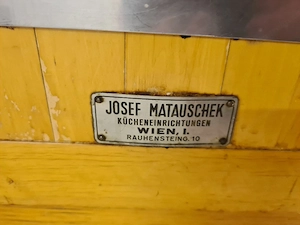 JOSEF MATAUSCHEK
KÜCHENEINRICHTUNGEN
WIEN, I.
RAUHENSTEING. 10